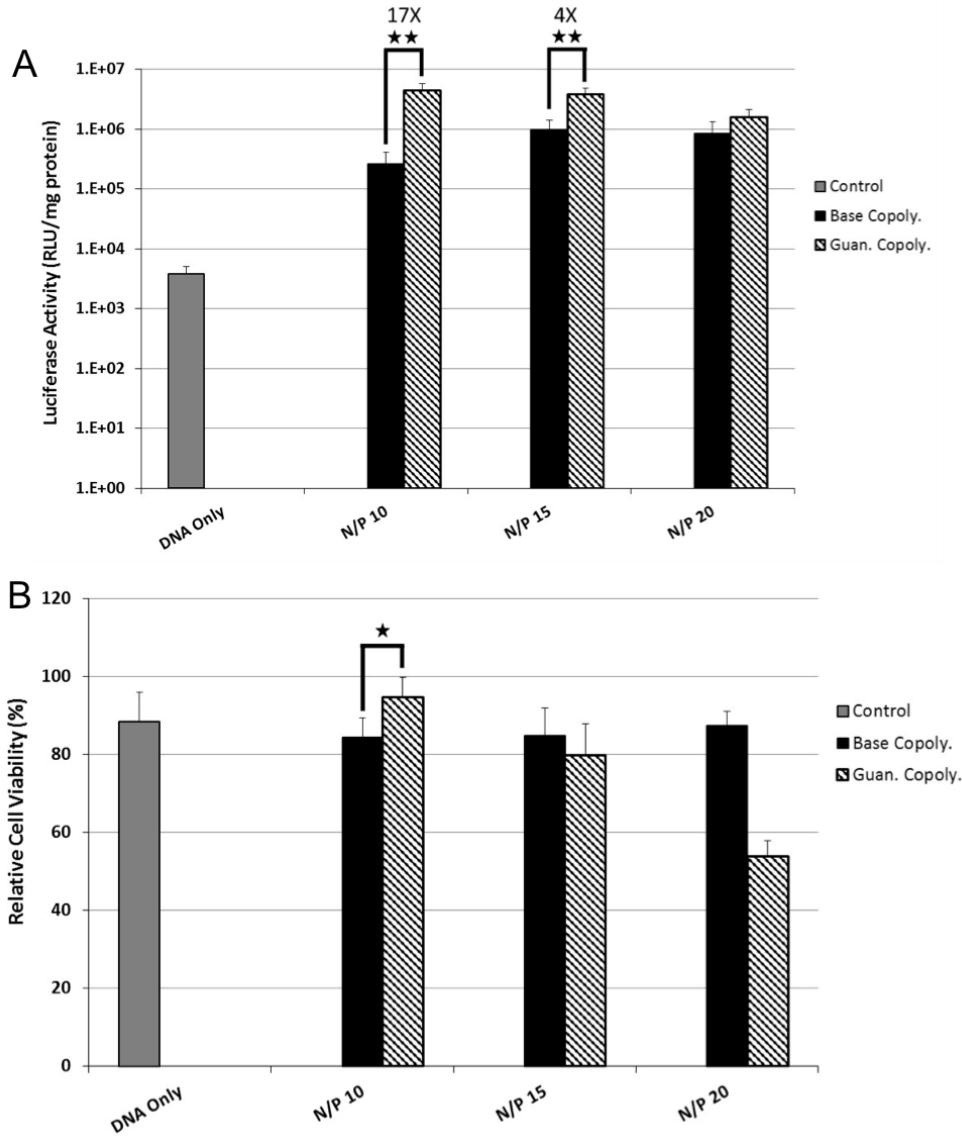 A
17X
★★
4X
★★
Luciferase Activity (RLU/mg protein)
1.E+07
1.E+06
1.E+05
1.E+04
1.E+03
1.E+02
1.E+01
1.E+00
DNA Only
N/P 10
N/P 15
N/P 20
Control
Base Copoly.
Guan. Copoly.
B
★
Relative Cell Viability (%)
120
100
80
60
40
20
0
DNA Only
N/P 10
N/P 15
N/P 20
Control
Base Copoly.
Guan. Copoly.